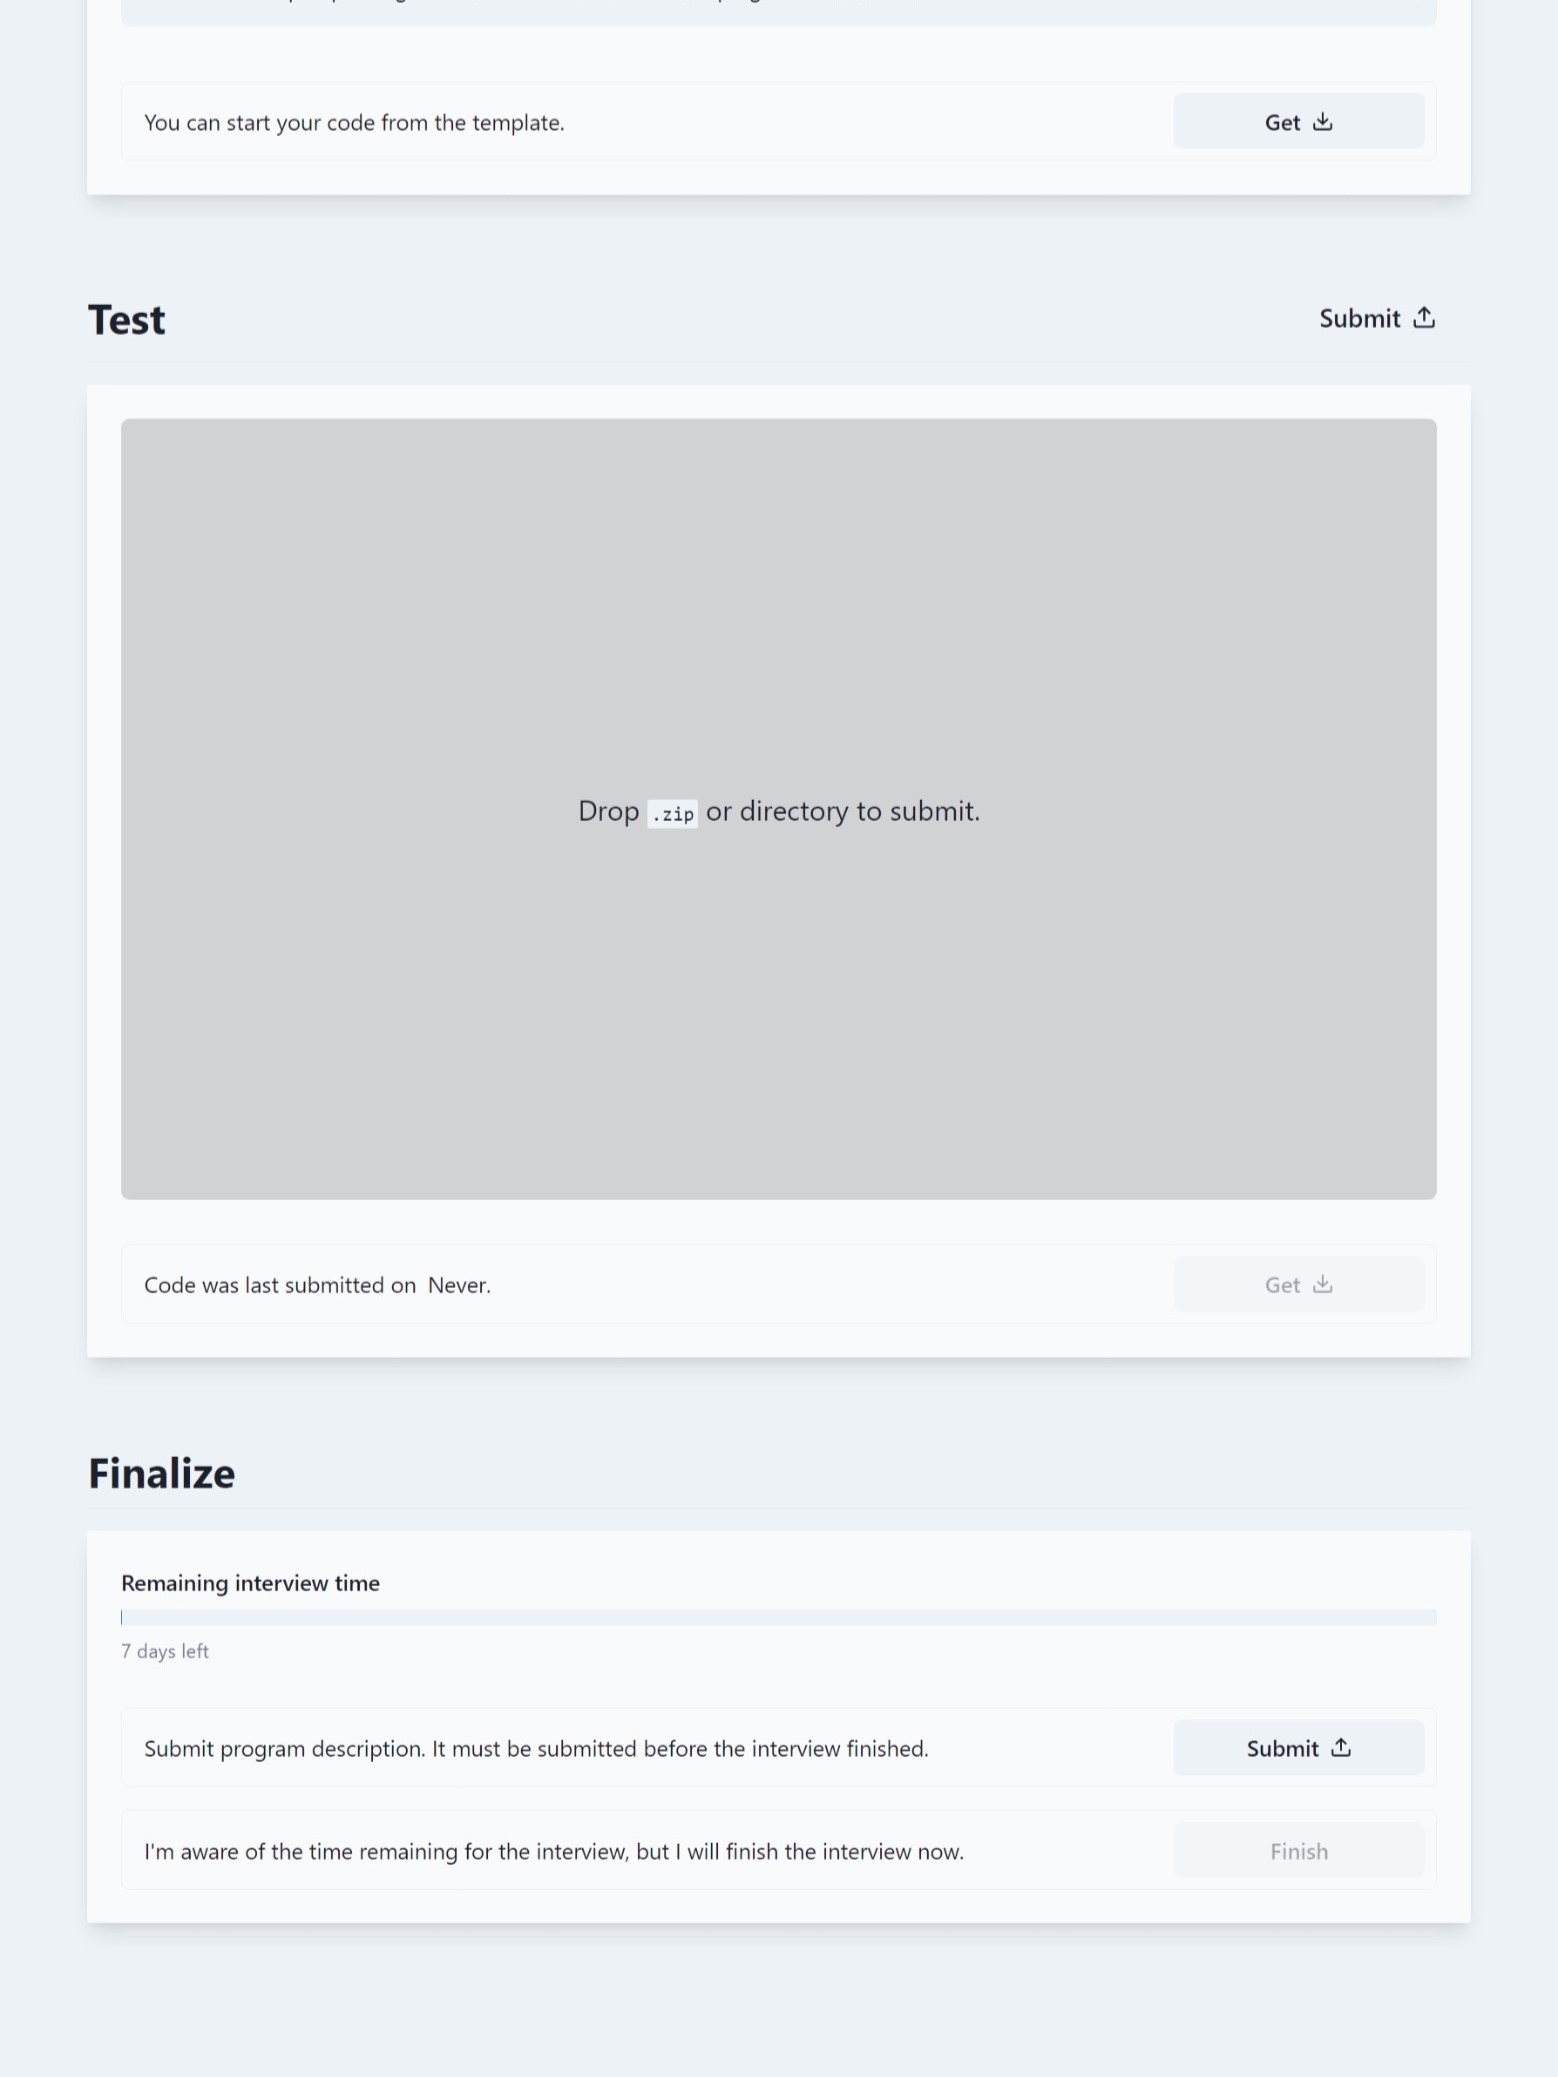 You can start your code from the template.
Get
Test
Submit
Drop .zip or directory to submit.
Code was last submitted on  Never.
Get
Finalize
Remaining interview time
7 days left
Submit program description. It must be submitted before the interview finished.
Submit
I'm aware of the time remaining for the interview, but I will finish the interview now.
Finish